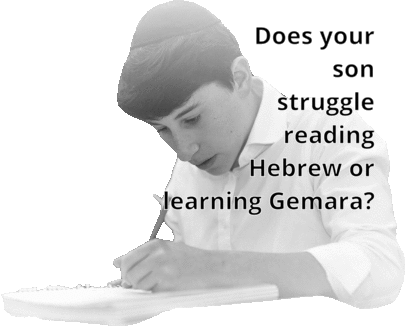 Does your
son
struggle
reading
Hebrew or
learning Gemara?